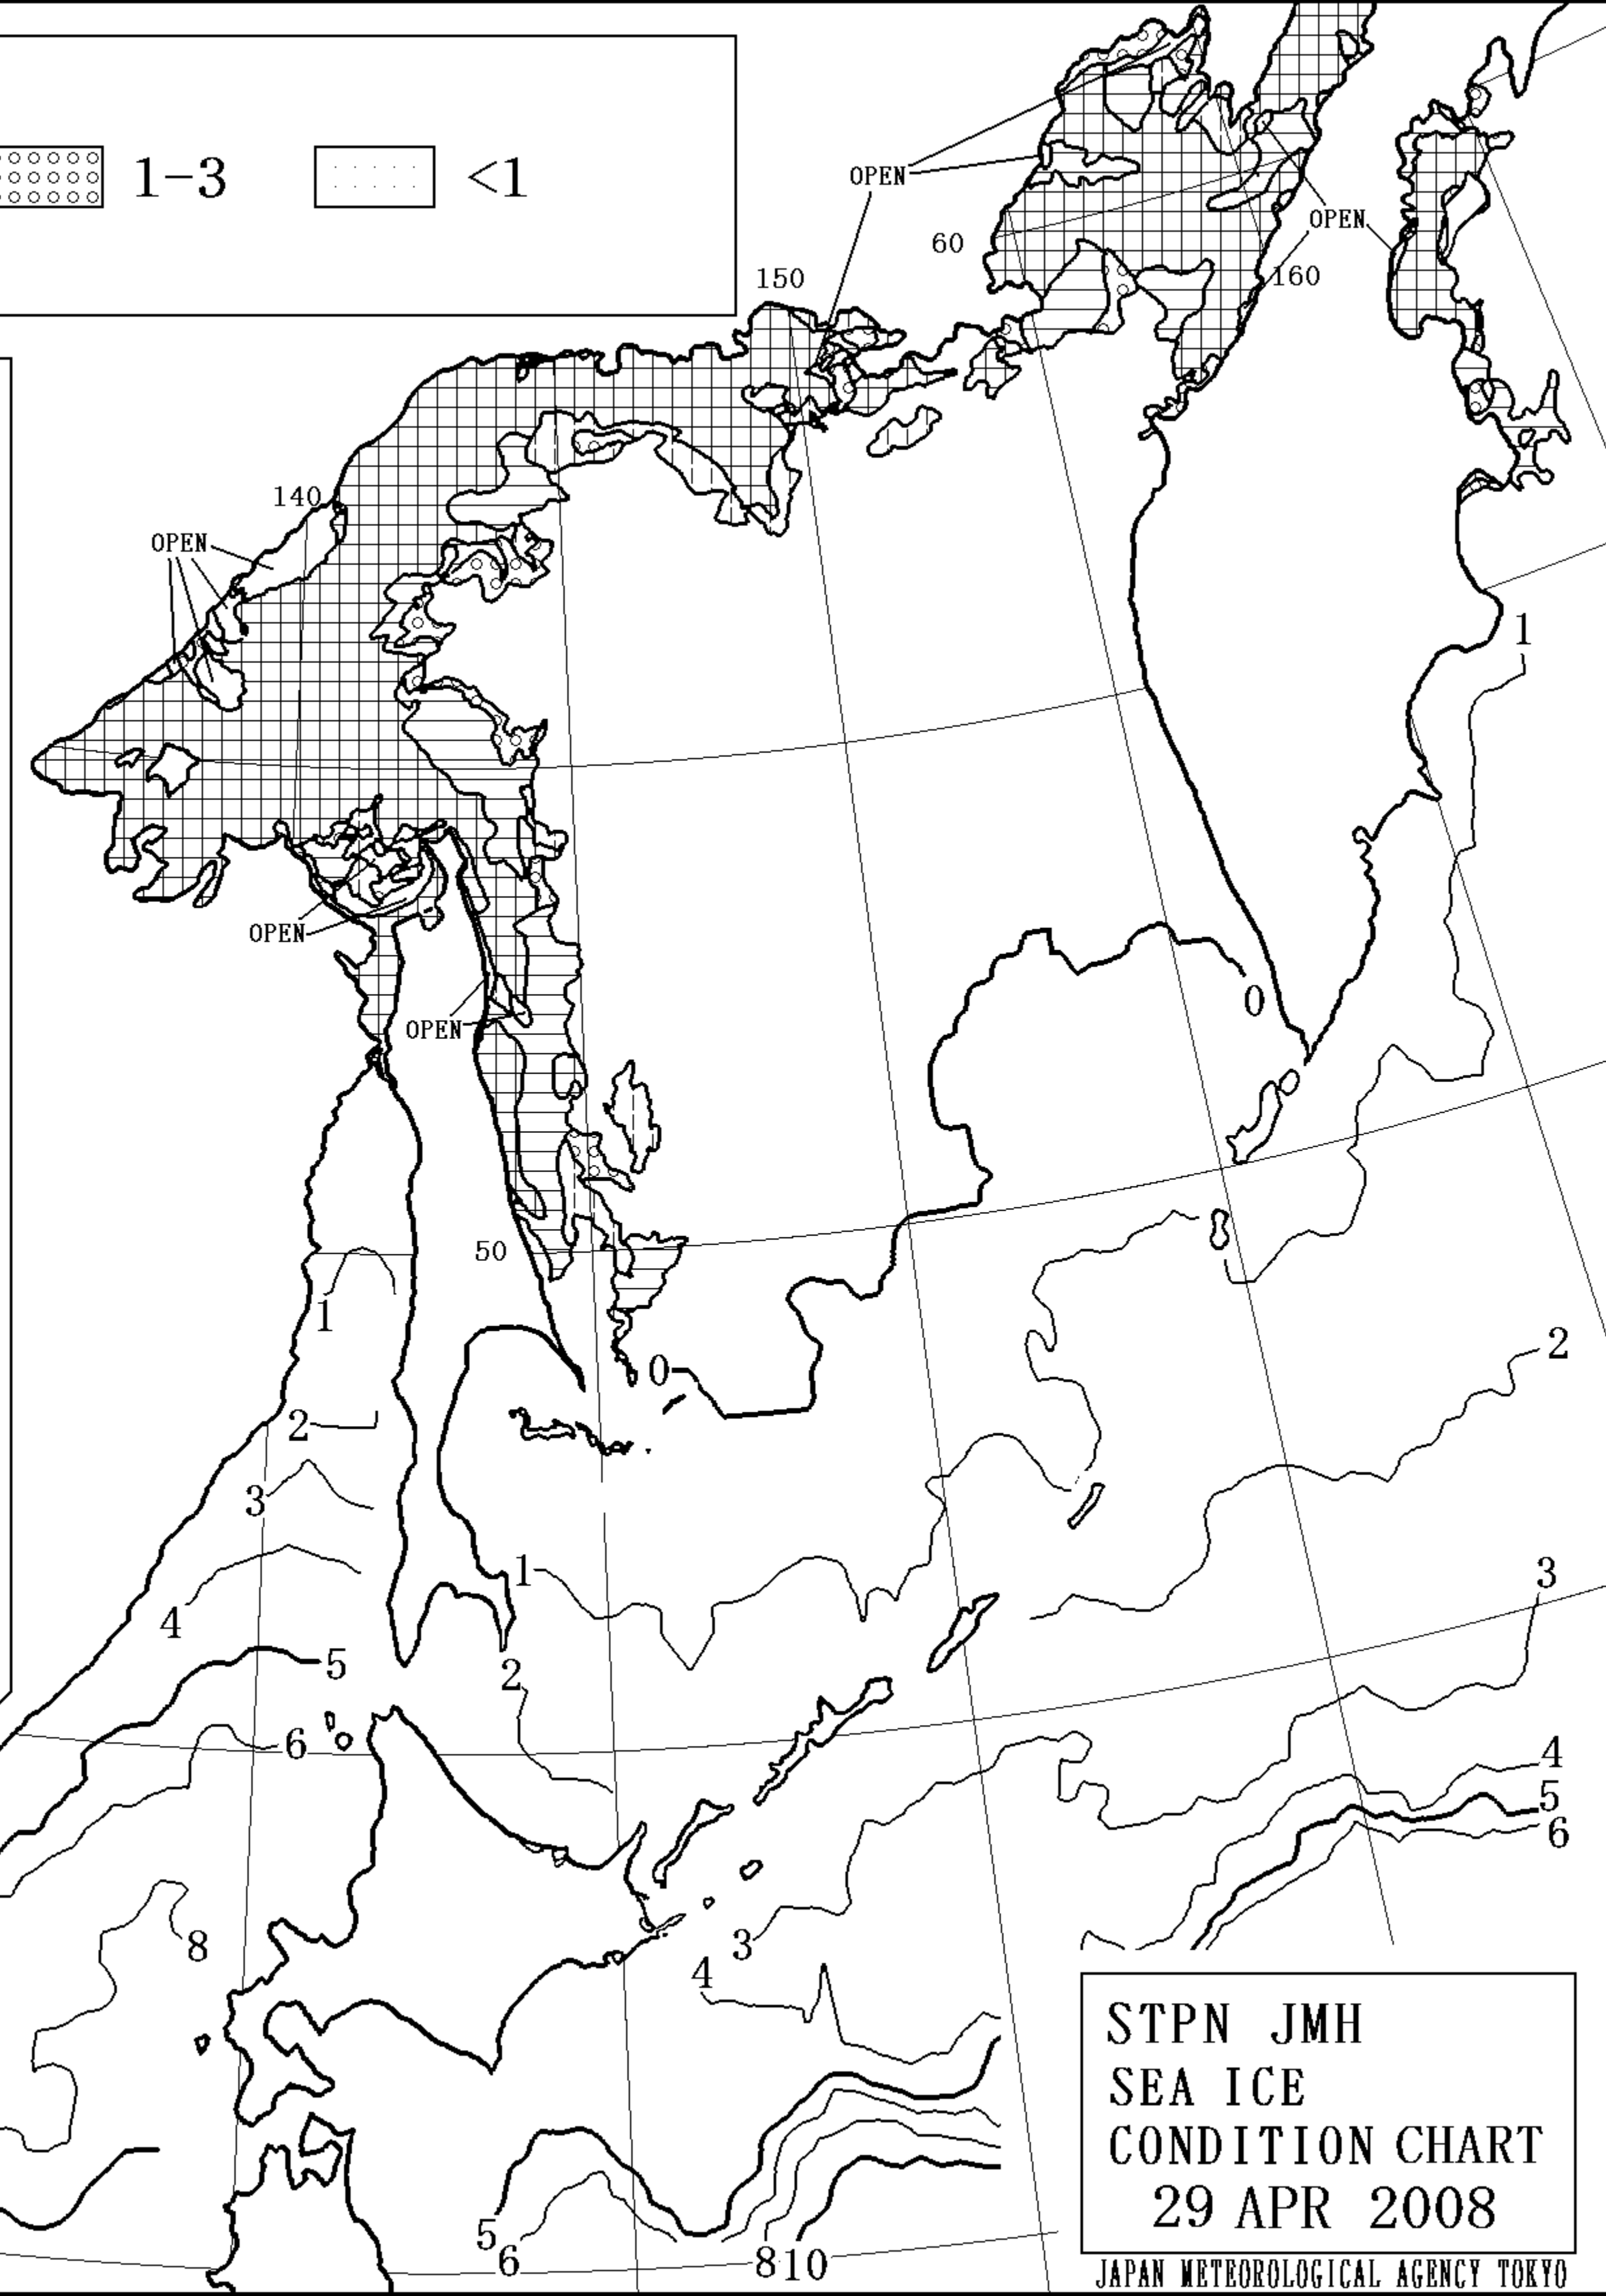 1-3 <1
OPEN
OPEN
60
150
160
140
OPEN
1
OPEN
0
OPEN
50
1
2
0
2
3
1
3
4
5
2
6
4
5
6
8
3
4
STPN JMH
SEA ICE
CONDITION CHART
29 APR 2008
5
6
8 10
JAPAN METEOROLOGICAL AGENCY TOKYO